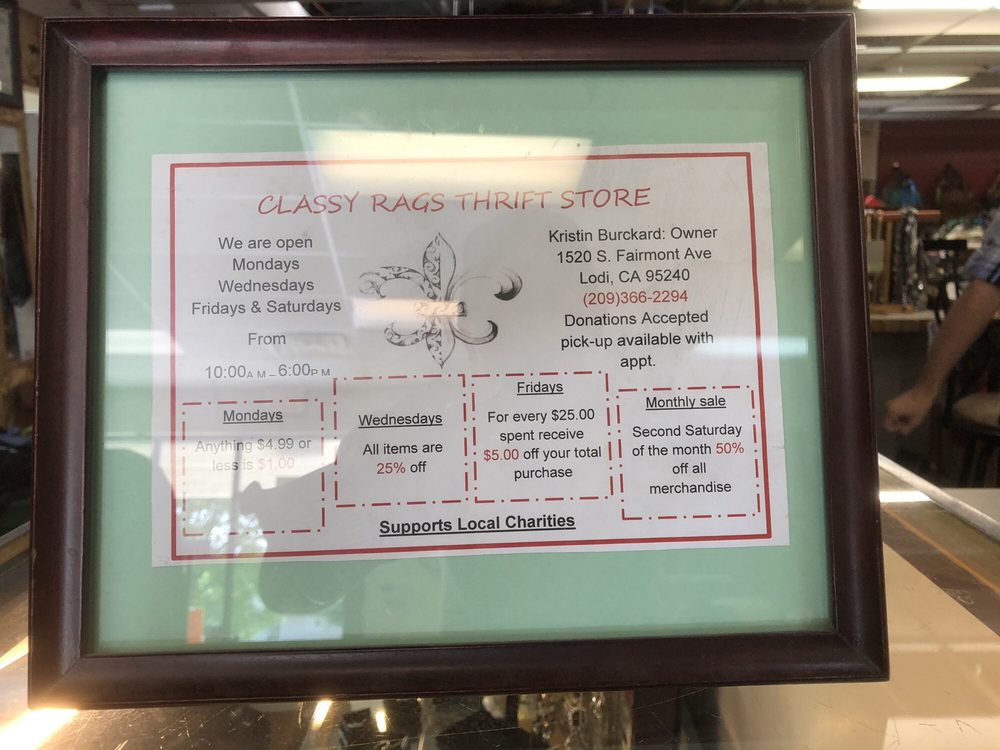 CLASSY RAGS THRIFT STORE
We are open
Mondays
Wednesdays
Fridays & Saturdays
From
10:00AM – 6:00PM
Kristin Burckard: Owner
1520 S. Fairmont Ave
Lodi, CA 95240
(209)366-2294
Donations Accepted
pick-up available with
appt.
Mondays
Anything $4.99 or
less is $1.00
Wednesdays
All items are
25% off
Fridays
For every $25.00
spent receive
$5.00 off your total
purchase
Monthly sale
Second Saturday
of the month 50%
off all
merchandise
Supports Local Charities